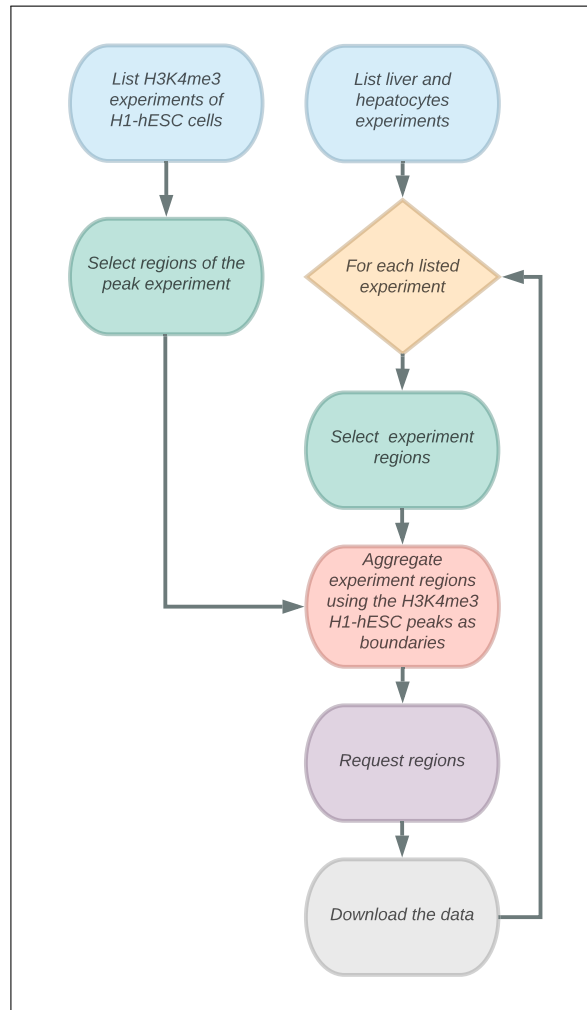 List H3K4me3
experiments of
H1-hESC cells
List liver and
hepatocytes
experiments
Select regions of the
peak experiment
For each listed
experiment
Select experiment
regions
Aggregate
experiment regions
using the H3K4me3
H1-hESC peaks as
boundaries
Request regions
Download the data